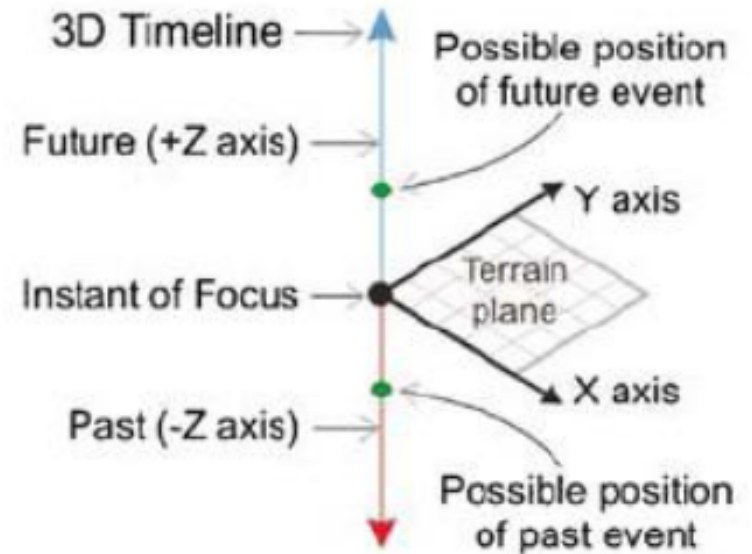 3D Timeline
Possible position
of future event
Future (+Z axis)
Y axis
Terrain
plane
Instant of Focus
X axis
Past (-Z axis)
Possible position
of past event